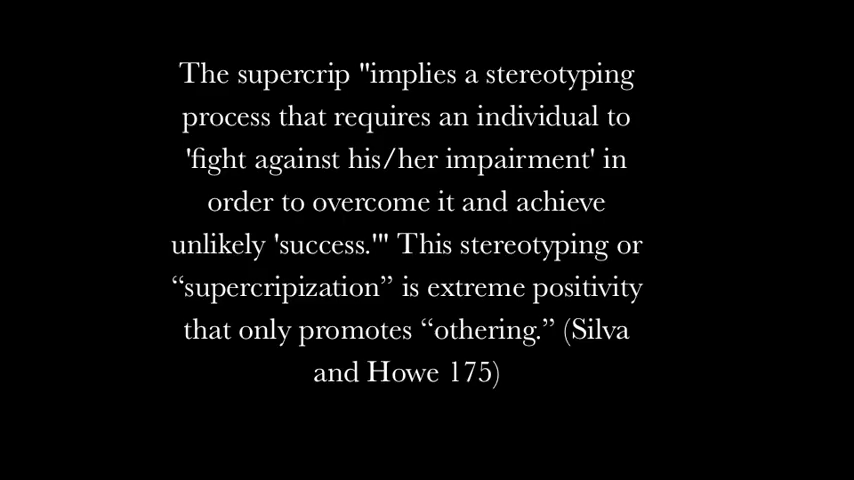 The supercrip "implies a stereotyping
process that requires an individual to
'fight against his/her impairment' in
order to overcome it and achieve
unlikely 'success.'" This stereotyping or
“supercripization” is extreme positivity
that only promotes “othering.” (Silva
and Howe 175)